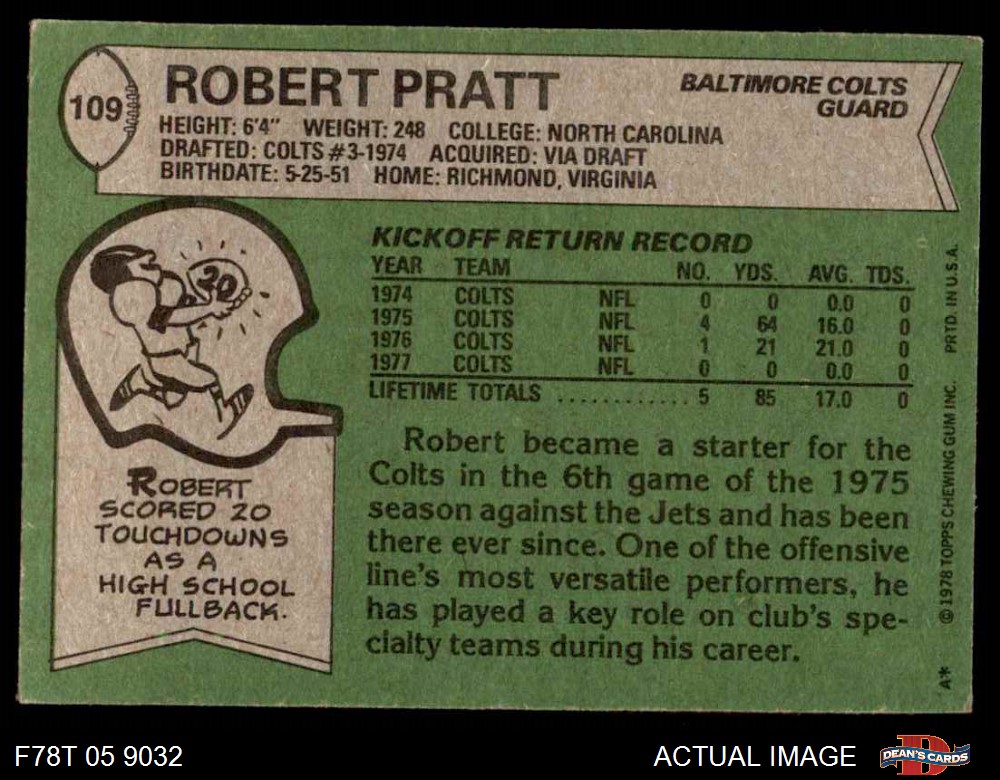 109
ROBERT PRATT
BALTIMORE COLTS
GUARD
HEIGHT: 6'4" WEIGHT: 248 COLLEGE: NORTH CAROLINA
DRAFTED: COLTS #3-1974 ACQUIRED: VIA DRAFT
BIRTHDATE: 5-25-51 HOME: RICHMOND, VIRGINIA
20
ROBERT
SCORED 20
TOUCHDOWNS
AS A
HIGH SCHOOL
FULLBACK.
KICKOFF RETURN RECORD
YEAR TEAM NO. YDS. AVG. TDS.
1974 COLTS NFL 0 0 0.0 0
1975 COLTS NFL 4 64 16.0 0
1976 COLTS NFL 1 21 21.0 0
1977 COLTS NFL 0 0 0.0 0
LIFETIME TOTALS ............ 5 85 17.0 0
Robert became a starter for the
Colts in the 6th game of the 1975
season against the Jets and has been
there ever since. One of the offensive
line's most versatile performers, he
has played a key role on club's spe-
cialty teams during his career.
A* © 1978 TOPPS CHEWING GUM INC. PRTD. IN U.S.A.
F78T 05 9032
ACTUAL IMAGE
D
DEAN'S CARDS